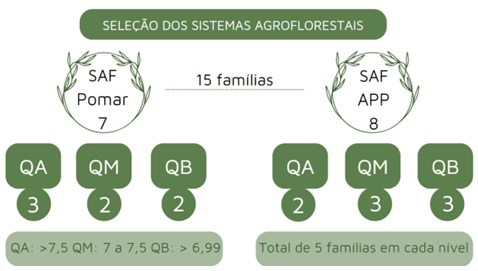 SELEÇÃO DOS SISTEMAS AGROFLORESTAIS
SAF
Pomar
7
15 famílias
SAF
APP
8
QA
QM
QB
QA
QM
QB
3
2
2
2
3
3
QA: >7,5 QM: 7 a 7,5 QB: > 6,99
Total de 5 famílias em cada nível